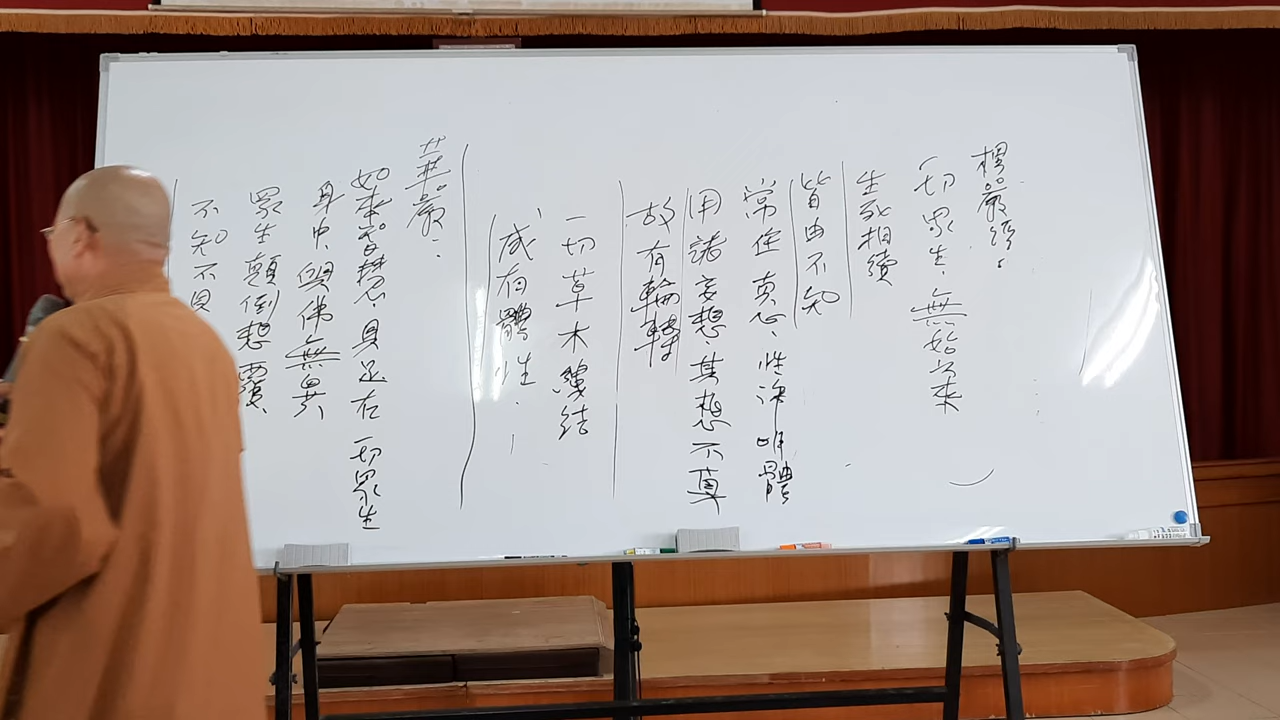 楞嚴經:
一切眾生、無始以來
生死相續
皆由不知
常住真心、性淨明體
用諸妄想、其想不真
故有輪轉
一切草木縷結
咸有體性.
華嚴:
如來智慧具足在一切眾生
身中與佛無異
眾生顛倒想覆、
不知不見